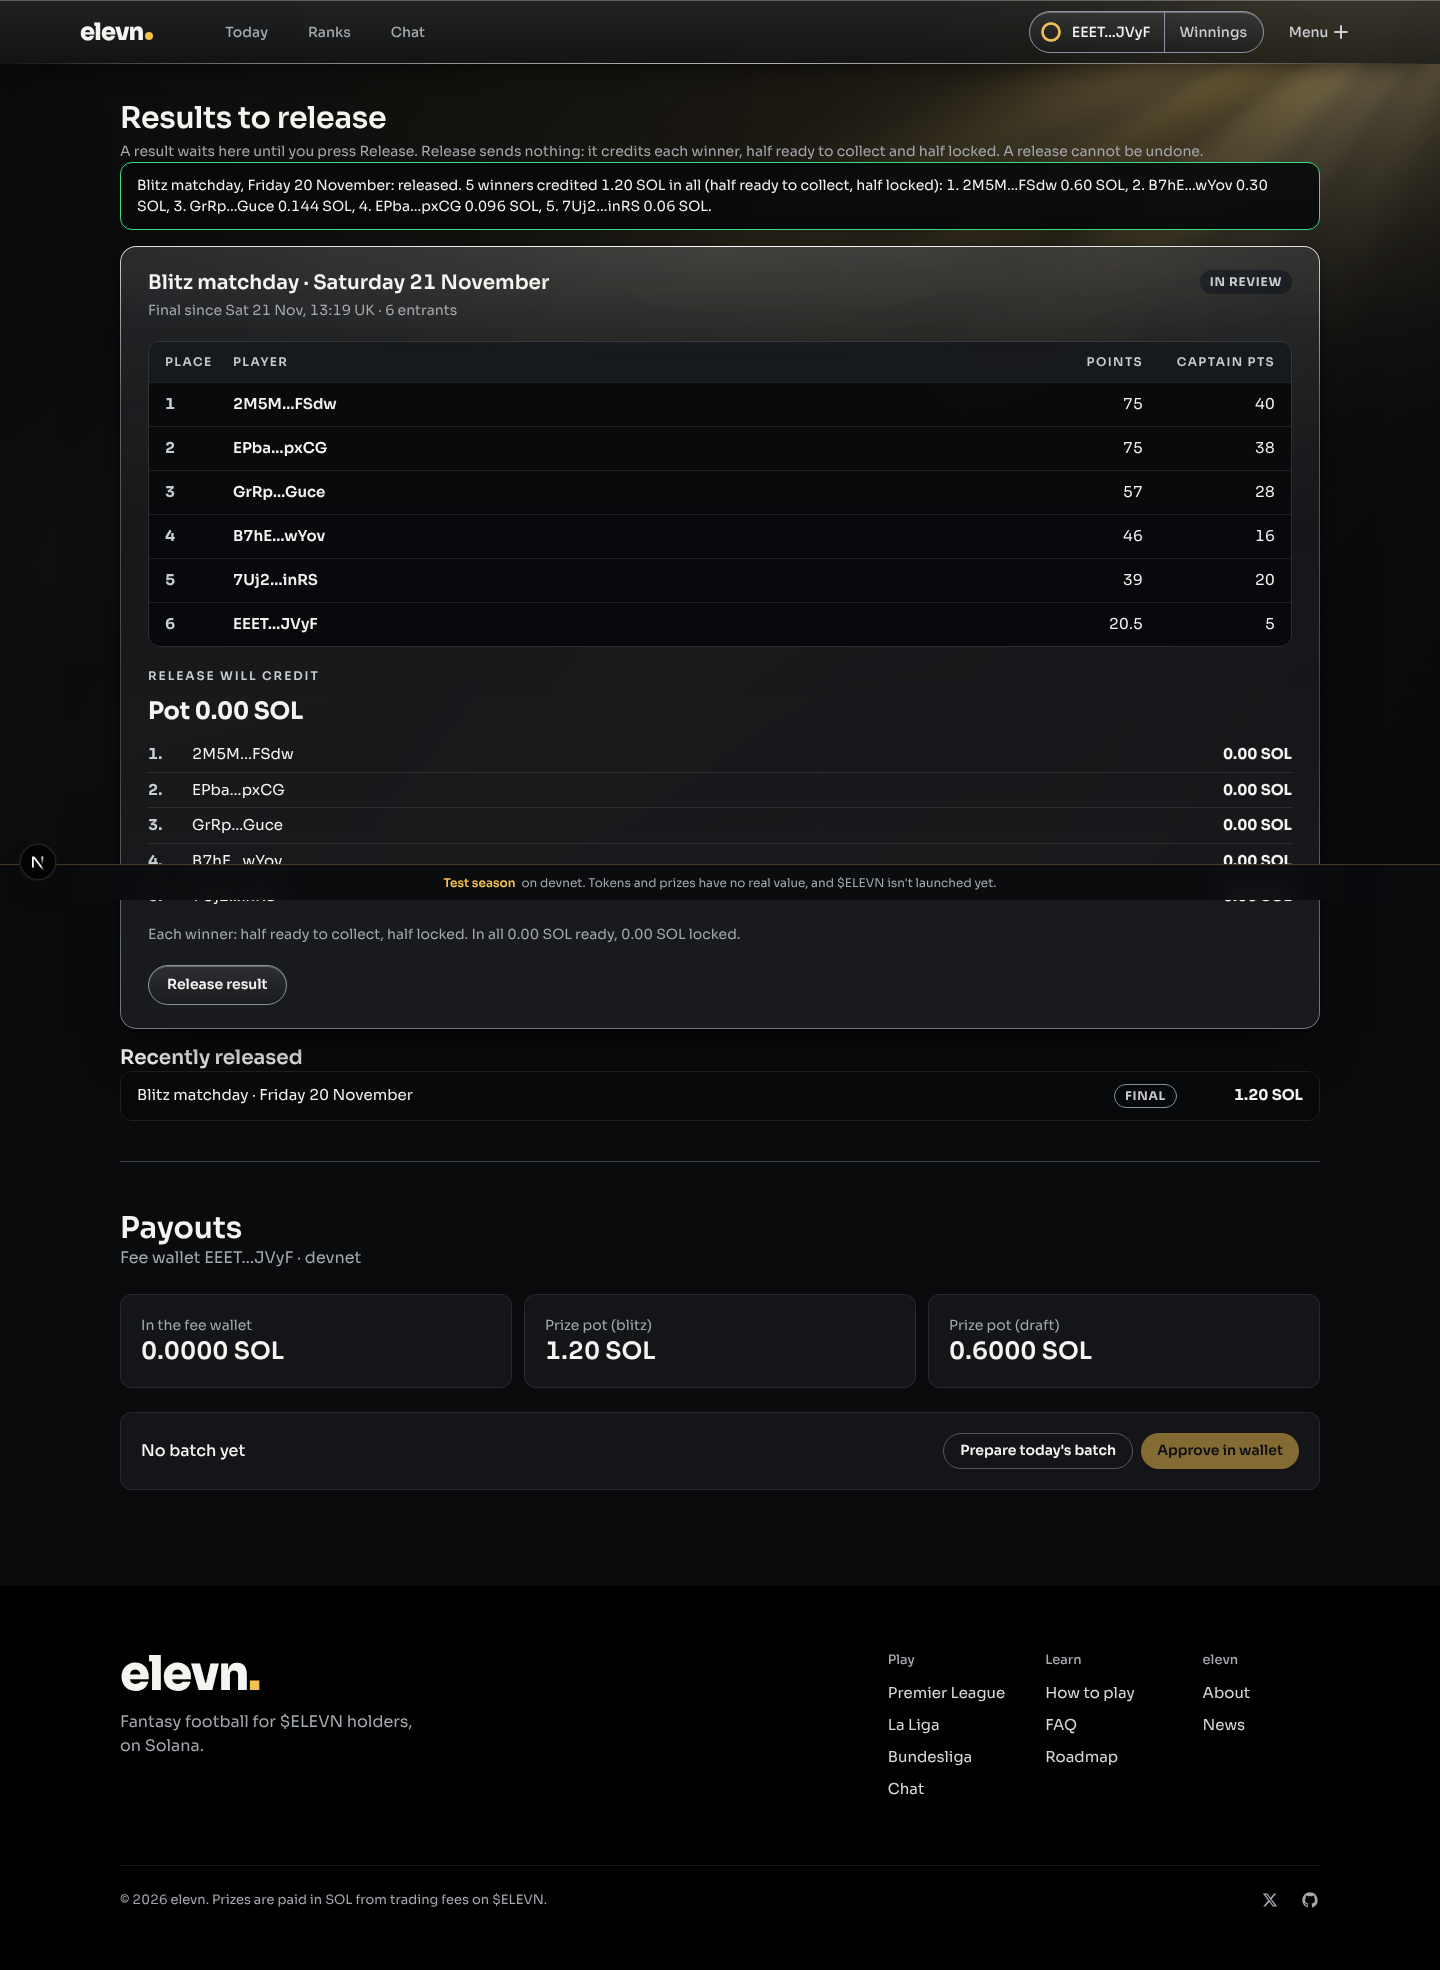 elevn.
Today
Ranks
Chat
EEET...JVyF
Winnings
Menu
Results to release
A result waits here until you press Release. Release sends nothing: it credits each winner, half ready to collect and half locked. A release cannot be undone.
Blitz matchday, Friday 20 November: released. 5 winners credited 1.20 SOL in all (half ready to collect, half locked): 1. 2M5M...FSdw 0.60 SOL, 2. B7hE...wYov 0.30
SOL, 3. GrRp...Guce 0.144 SOL, 4. EPba...pxCG 0.096 SOL, 5. 7Uj2...inRS 0.06 SOL.
Blitz matchday · Saturday 21 November
IN REVIEW
Final since Sat 21 Nov, 13:19 UK · 6 entrants
PLACE PLAYER POINTS CAPTAIN PTS
1 2M5M...FSdw 75 40
2 EPba...pxCG 75 38
3 GrRp...Guce 57 28
4 B7hE...wYov 46 16
5 7Uj2...inRS 39 20
6 EEET...JVyF 20.5 5
RELEASE WILL CREDIT
Pot 0.00 SOL
1. 2M5M...FSdw 0.00 SOL
2. EPba...pxCG 0.00 SOL
3. GrRp...Guce 0.00 SOL
4. B7hE...wYov 0.00 SOL
N
Test season on devnet. Tokens and prizes have no real value, and $ELEVN isn't launched yet.
Each winner: half ready to collect, half locked. In all 0.00 SOL ready, 0.00 SOL locked.
Release result
Recently released
Blitz matchday · Friday 20 November FINAL 1.20 SOL
Payouts
Fee wallet EEET...JVyF · devnet
In the fee wallet
0.0000 SOL
Prize pot (blitz)
1.20 SOL
Prize pot (draft)
0.6000 SOL
No batch yet
Prepare today's batch
Approve in wallet
elevn.
Fantasy football for $ELEVN holders,
on Solana.
Play
Premier League
La Liga
Bundesliga
Chat
Learn
How to play
FAQ
Roadmap
elevn
About
News
© 2026 elevn. Prizes are paid in SOL from trading fees on $ELEVN.